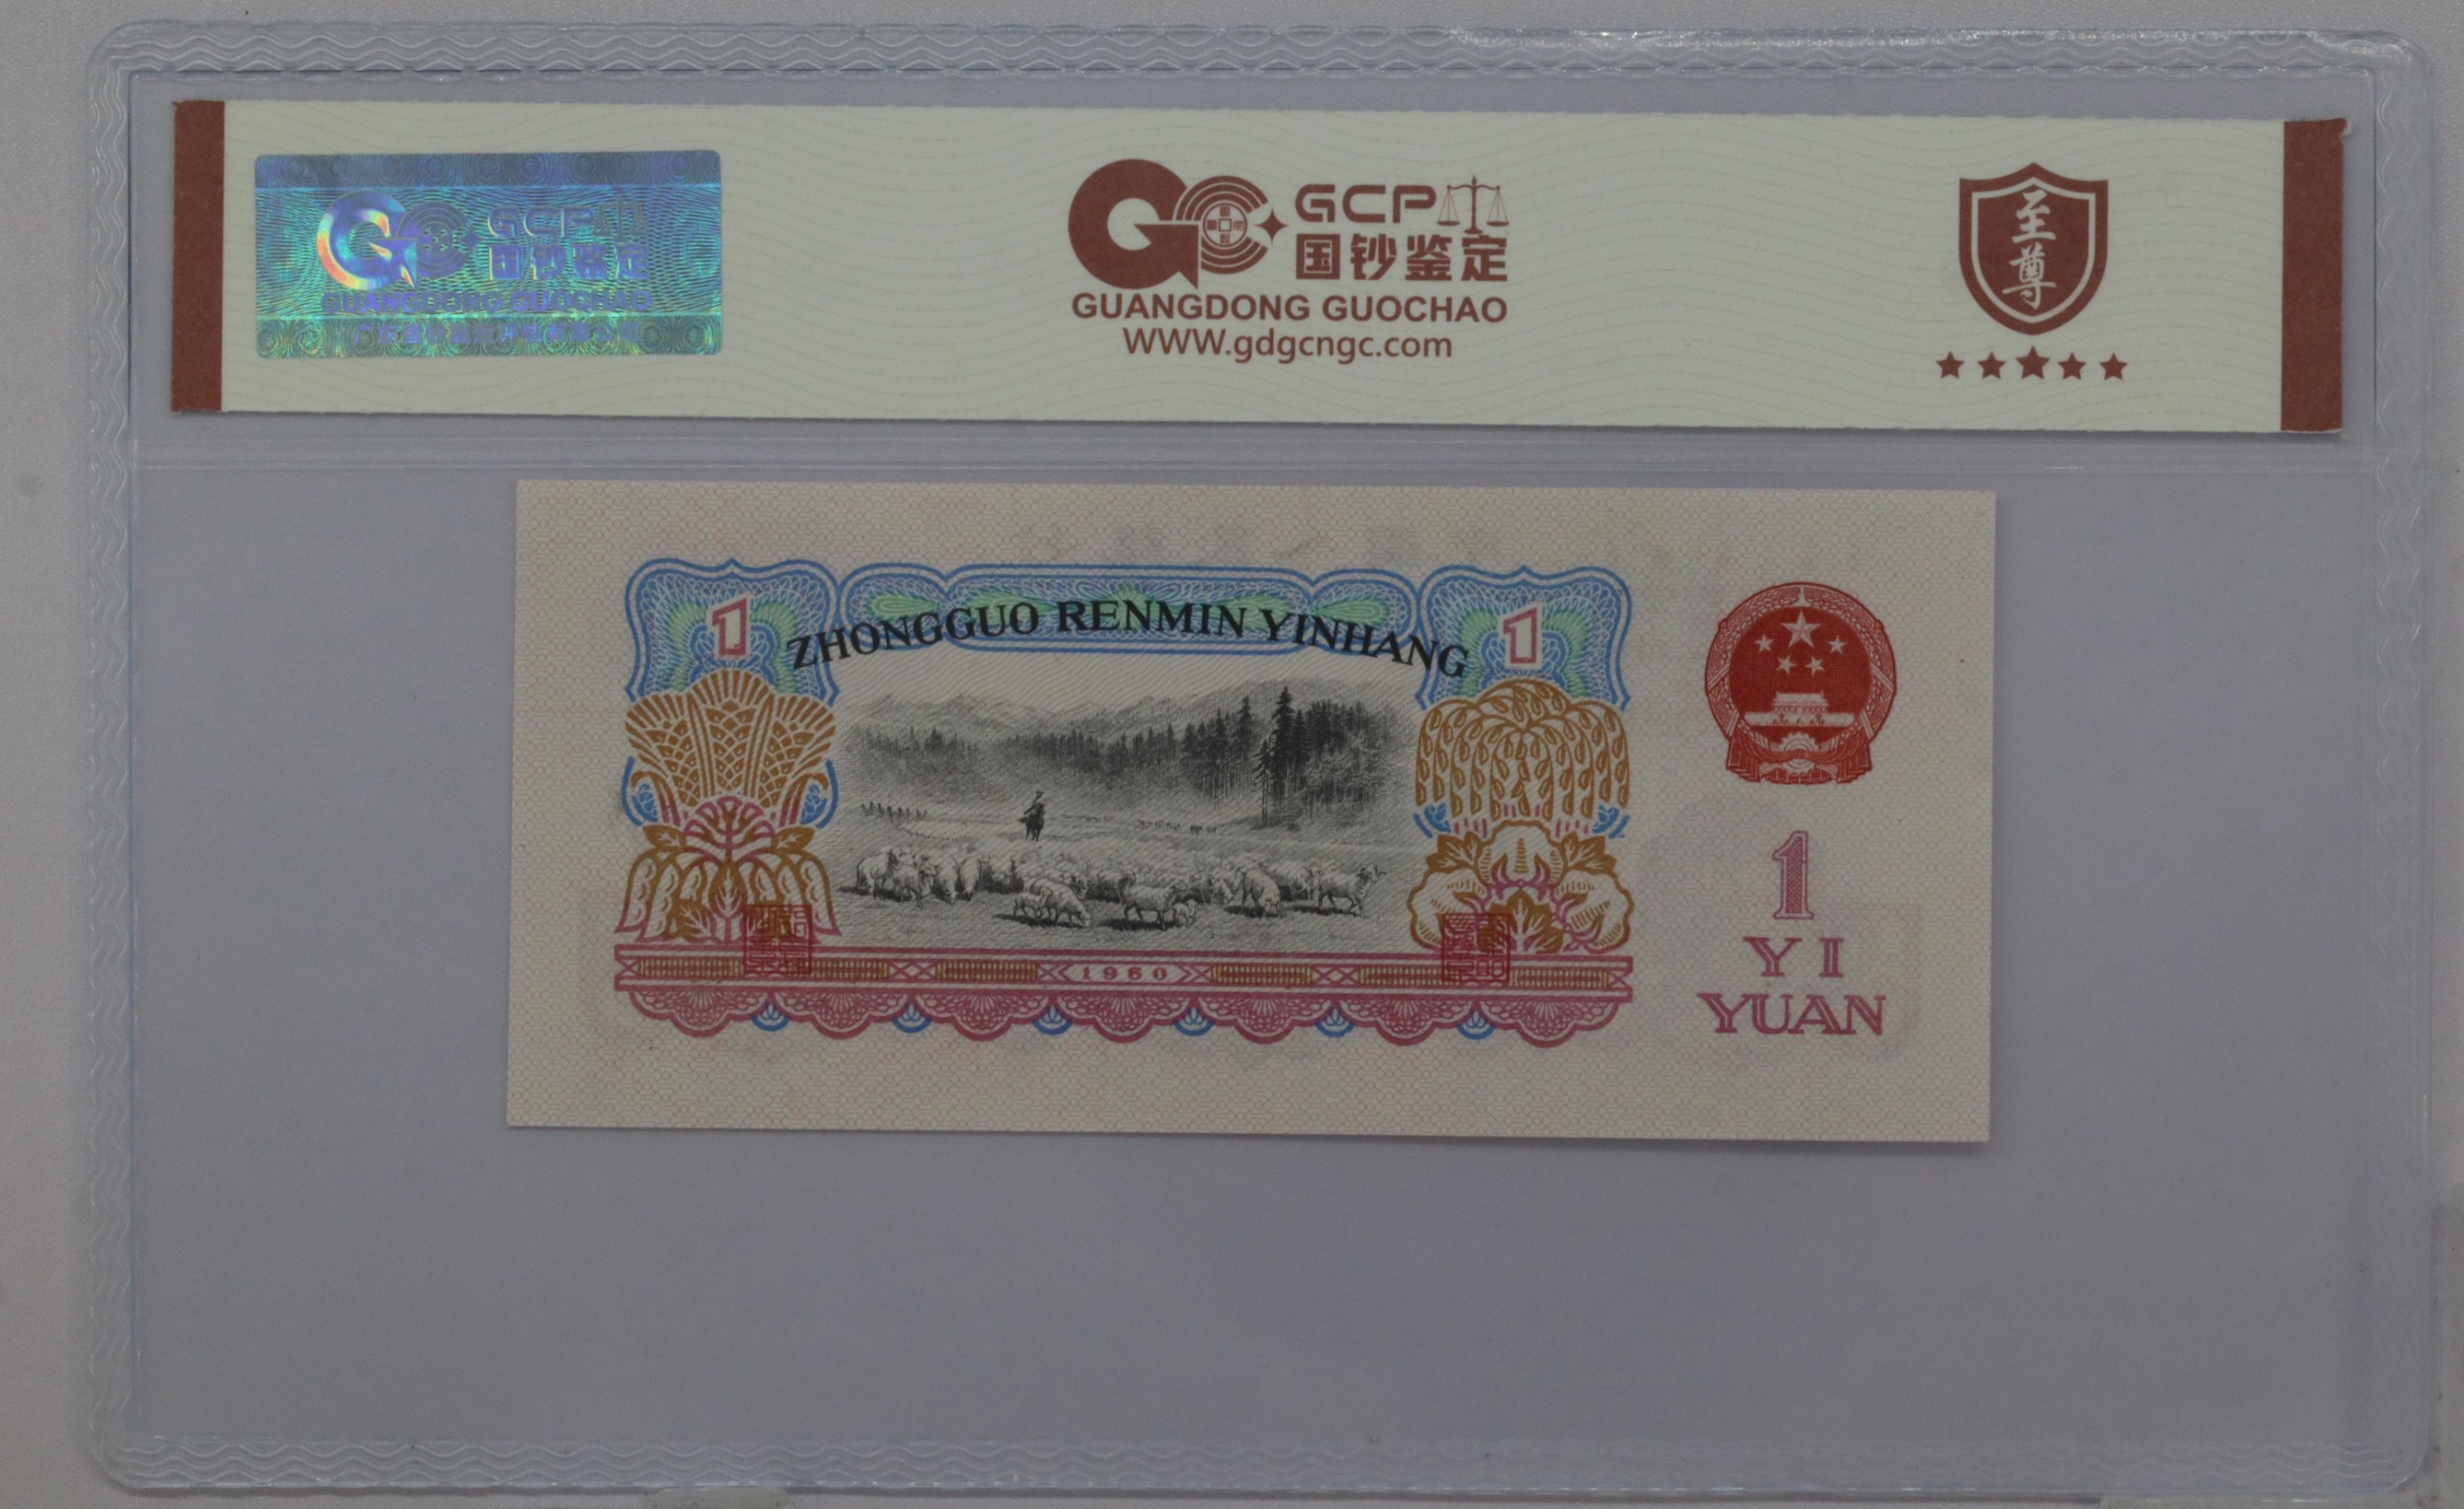 GCP
国钞鉴定
GUANGDONG GUOCHAO
GCP
国钞鉴定
GUANGDONG GUOCHAO
WWW.gdgcngc.com
至尊
1
ZHONGGUO RENMIN YINHANG
1
1960
1
YI
YUAN